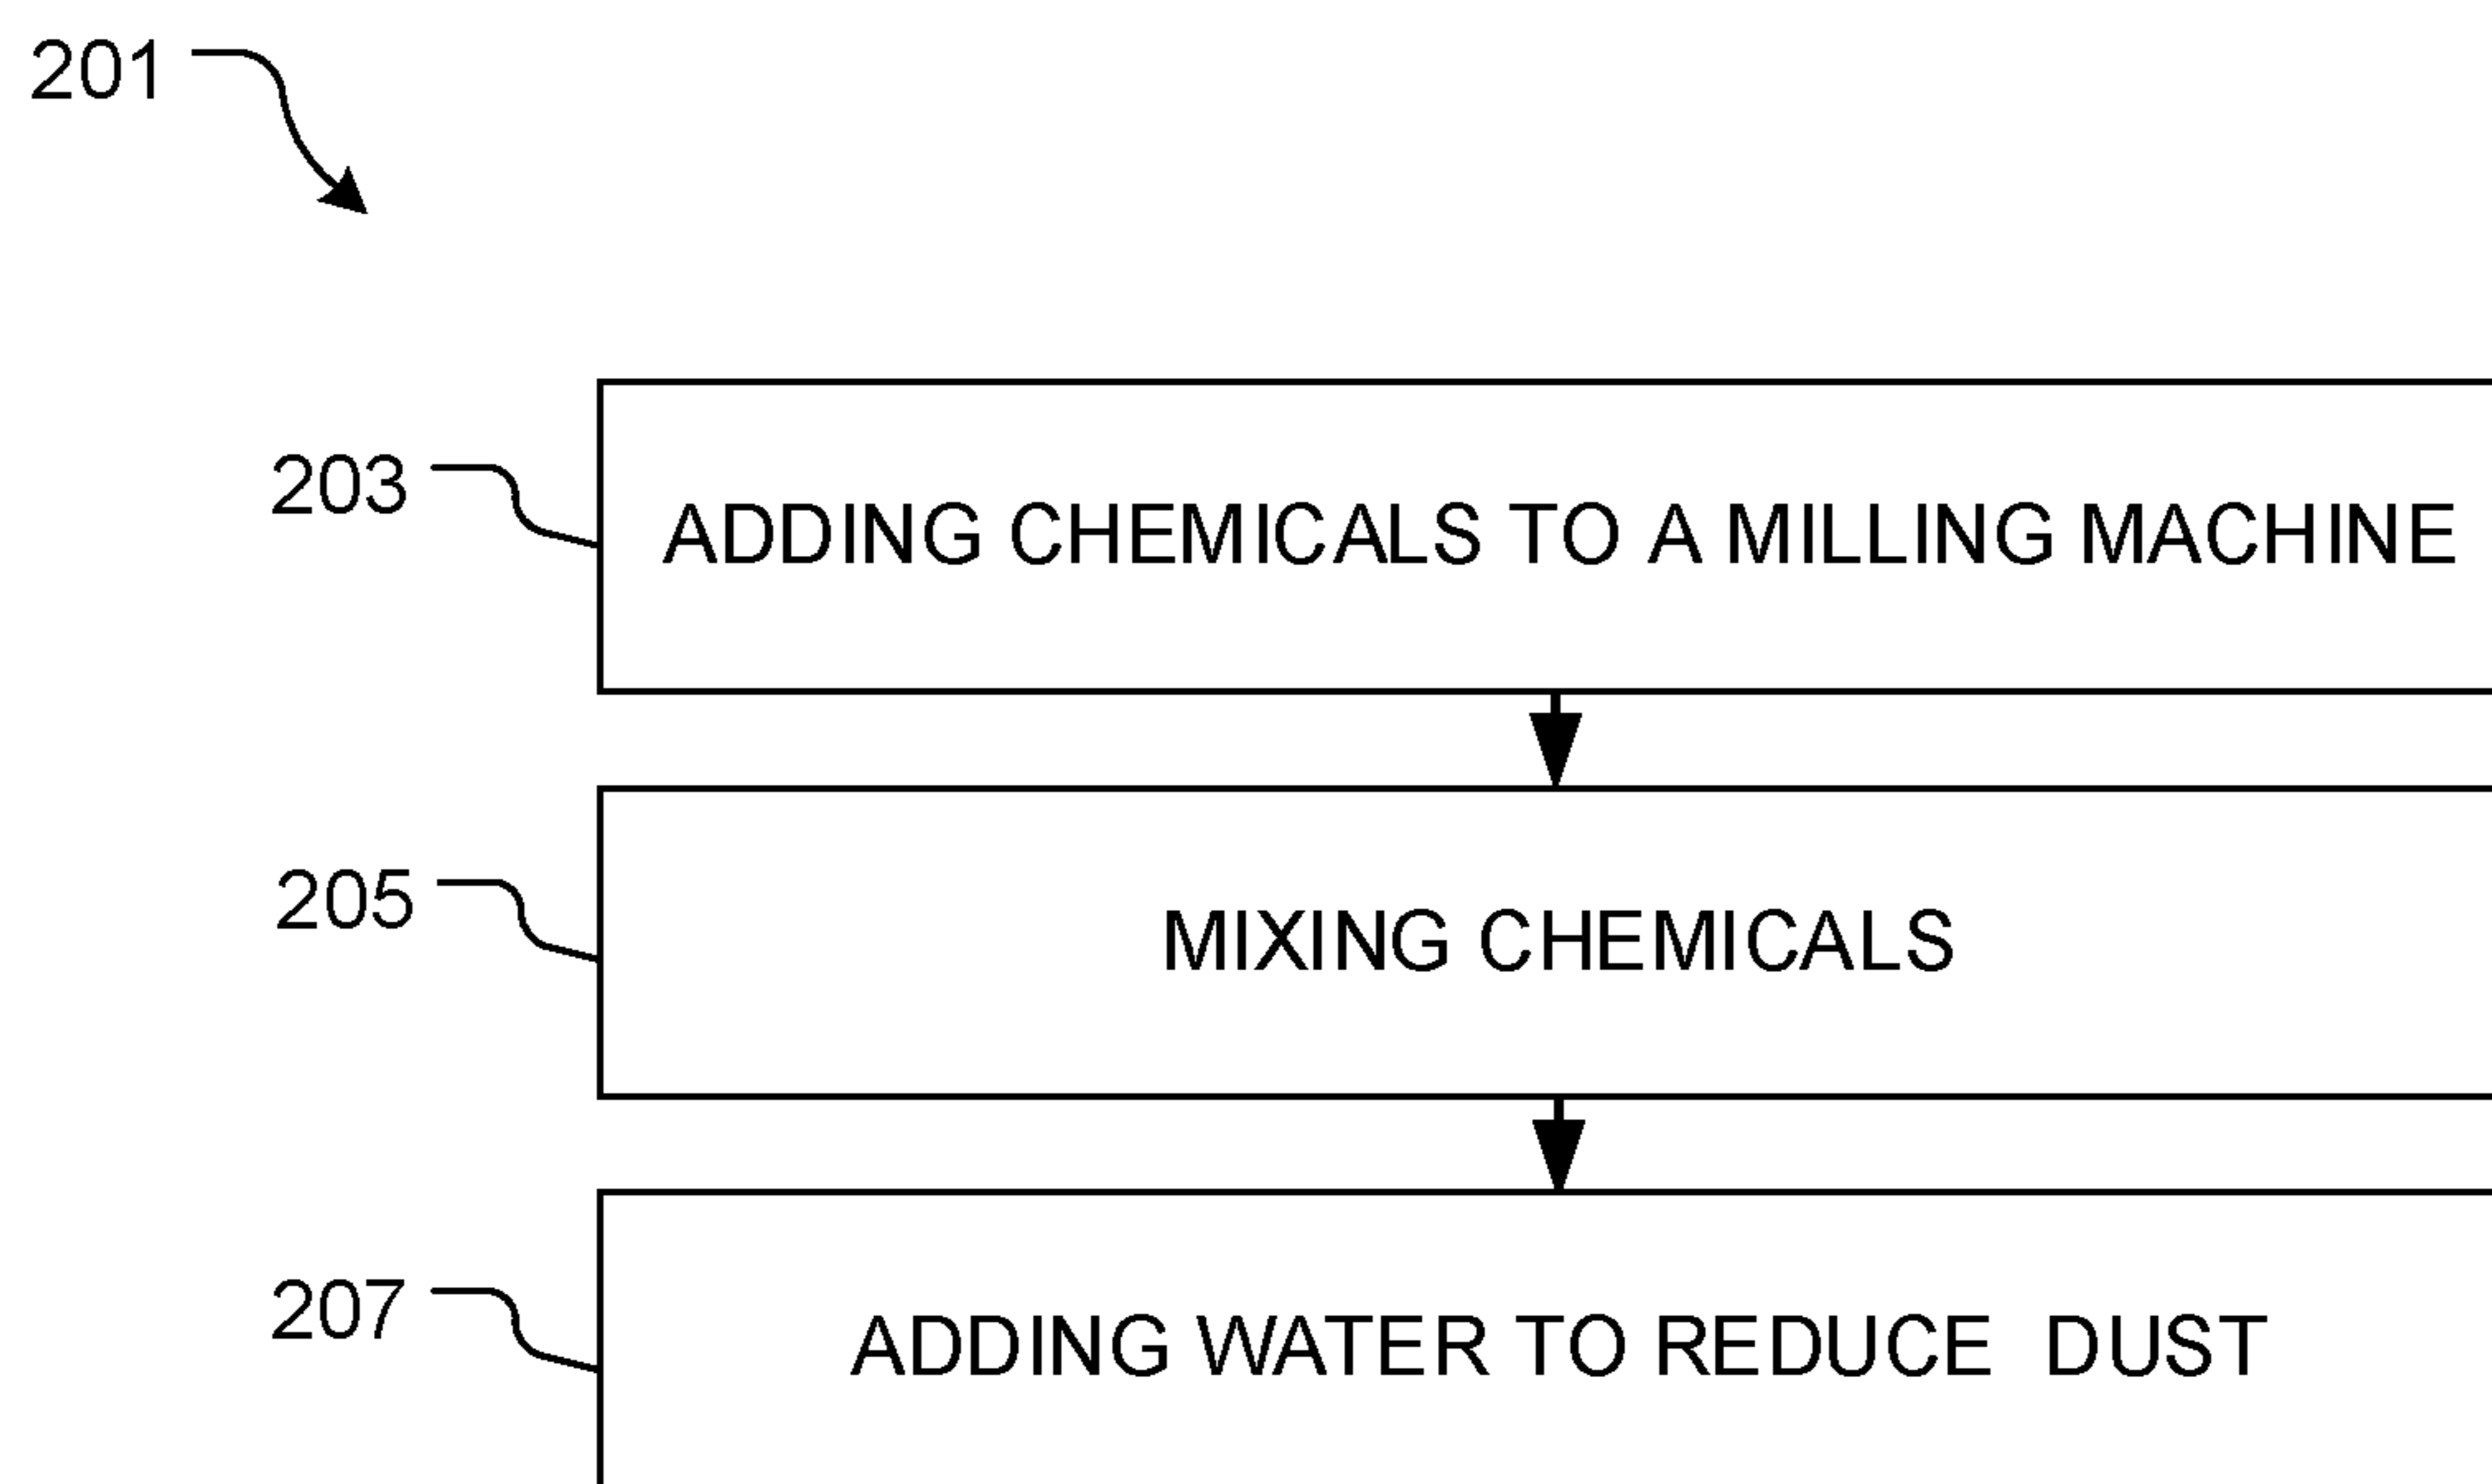 201
203
ADDING CHEMICALS TO A MILLING MACHINE
205
MIXING CHEMICALS
207
ADDING WATER TO REDUCE DUST